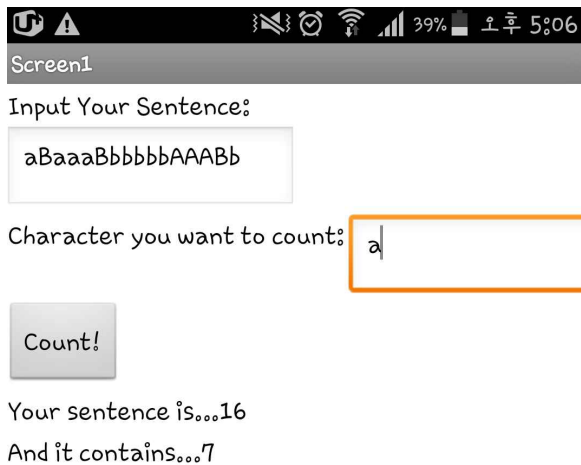 39% 오후 5:06
Screen1
Input Your Sentence:
aBaaaBbbbbbAAABb
Character you want to count: a
Count!
Your sentence is...16
And it contains...7